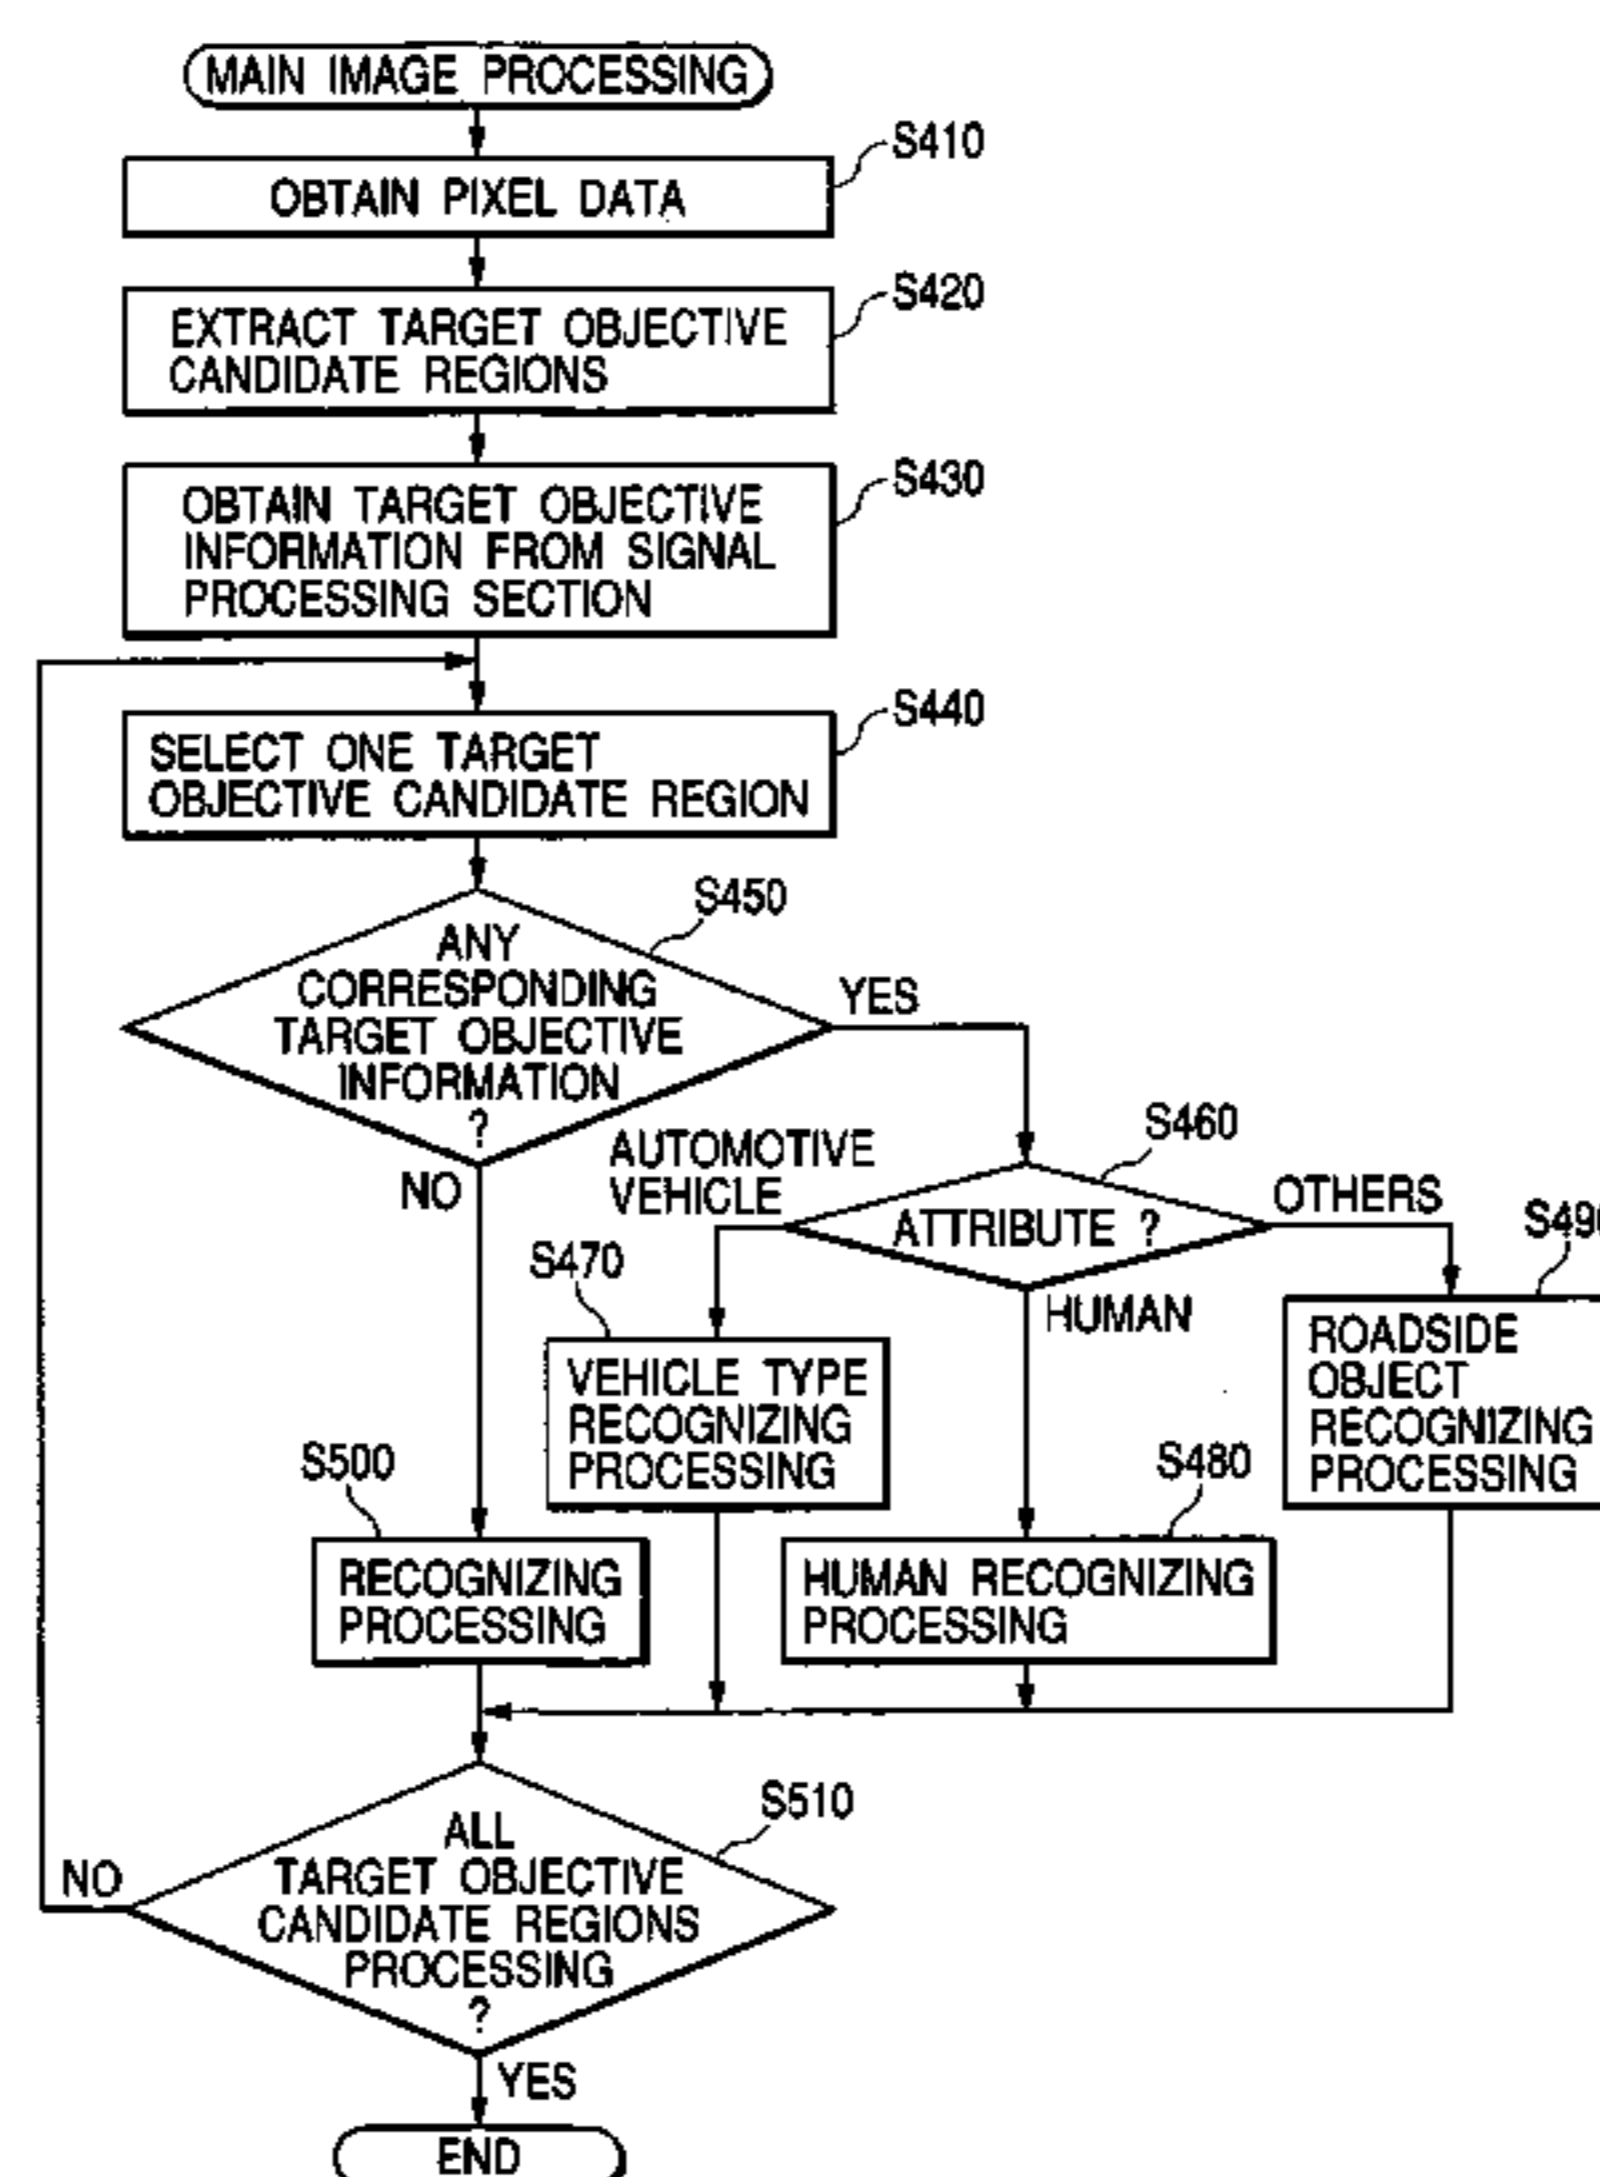 MAIN IMAGE PROCESSING
S410
OBTAIN PIXEL DATA
S420
EXTRACT TARGET OBJECTIVE
CANDIDATE REGIONS
S430
OBTAIN TARGET OBJECTIVE
INFORMATION FROM SIGNAL
PROCESSING SECTION
S440
SELECT ONE TARGET
OBJECTIVE CANDIDATE REGION
S450
ANY
CORRESPONDING
TARGET OBJECTIVE
INFORMATION
?
YES
NO
S460
ATTRIBUTE ?
AUTOMOTIVE
VEHICLE
OTHERS
HUMAN
S470
VEHICLE TYPE
RECOGNIZING
PROCESSING
S490
ROADSIDE
OBJECT
RECOGNIZING
PROCESSING
S500
RECOGNIZING
PROCESSING
S480
HUMAN RECOGNIZING
PROCESSING
S510
ALL
TARGET OBJECTIVE
CANDIDATE REGIONS
PROCESSING
?
NO
YES
END